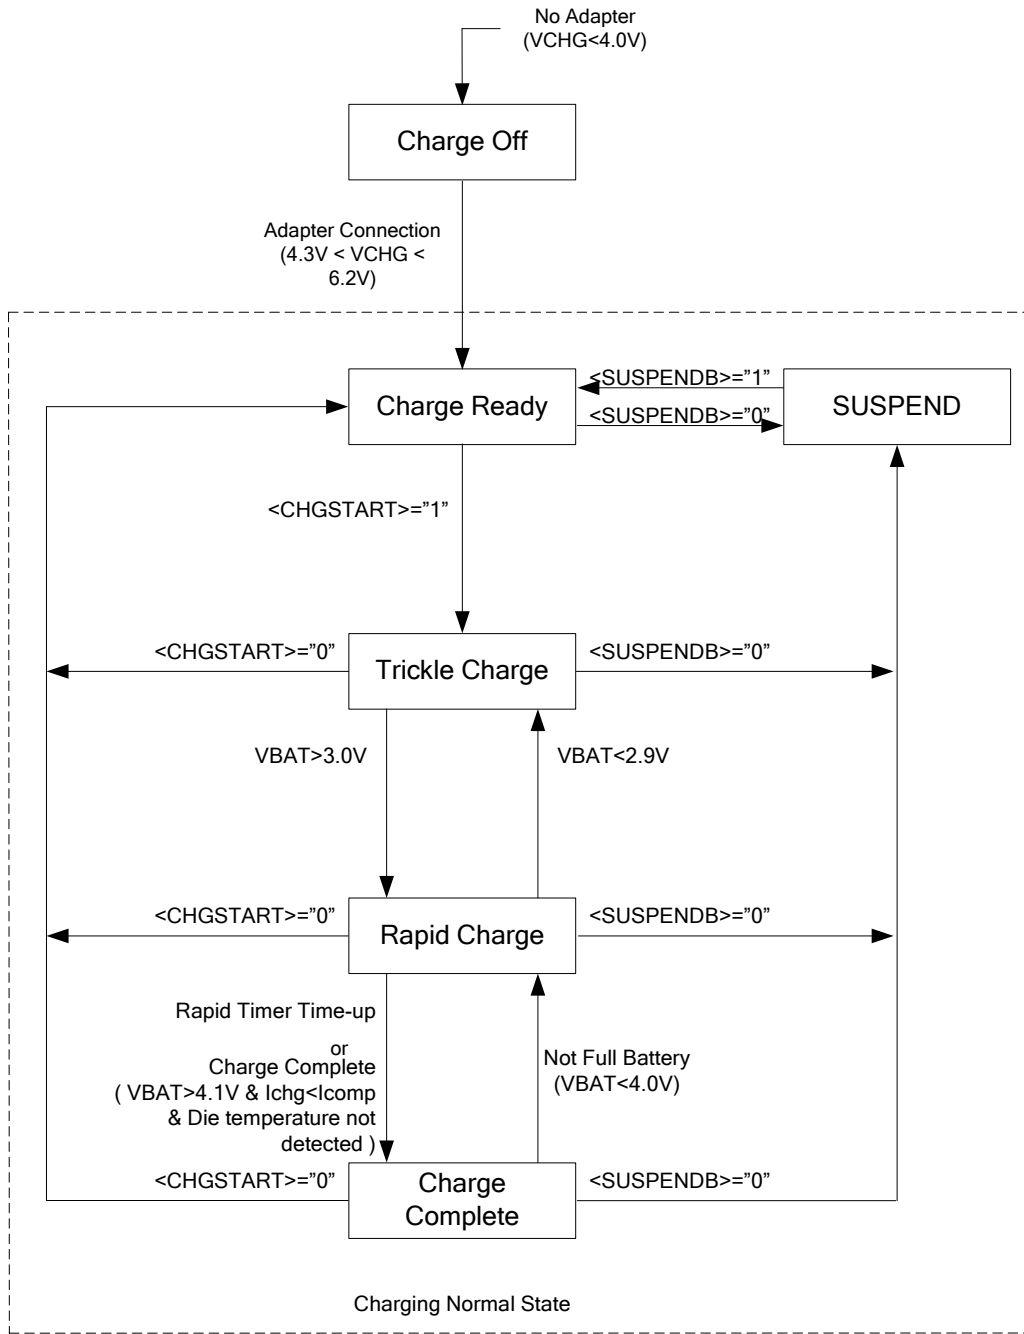 No Adapter
(VCHG<4.0V)
Charge Off
Adapter Connection
(4.3V < VCHG <
6.2V)
<SUSPENDB>=”1”
Charge Ready
SUSPEND
<SUSPENDB>=”0”
<CHGSTART>=”1”
<CHGSTART>=”0”
<SUSPENDB>=”0”
Trickle Charge
VBAT>3.0V
VBAT<2.9V
<CHGSTART>=”0”
<SUSPENDB>=”0”
Rapid Charge
Rapid Timer Time-up
or
Charge Complete
( VBAT>4.1V & Ichg<Icomp
& Die temperature not
detected )
Not Full Battery
(VBAT<4.0V)
<CHGSTART>=”0”
<SUSPENDB>=”0”
Charge
Complete
Charging Normal State